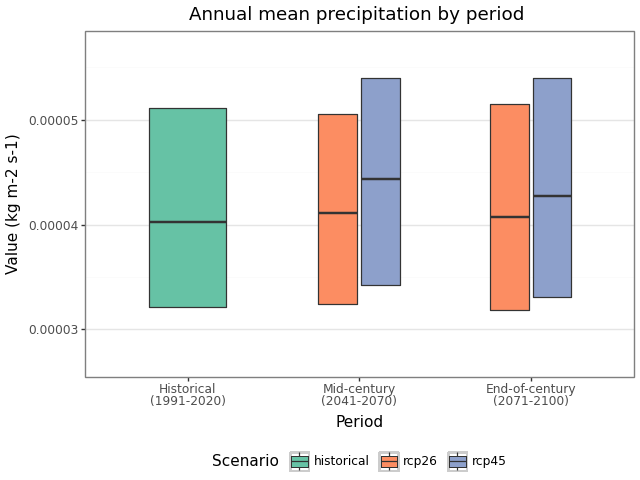 Annual mean precipitation by period
Value (kg m-2 s-1)
0.00005
0.00004
0.00003
Historical
(1991-2020)
Mid-century
(2041-2070)
End-of-century
(2071-2100)
Period
Scenario historical rcp26 rcp45